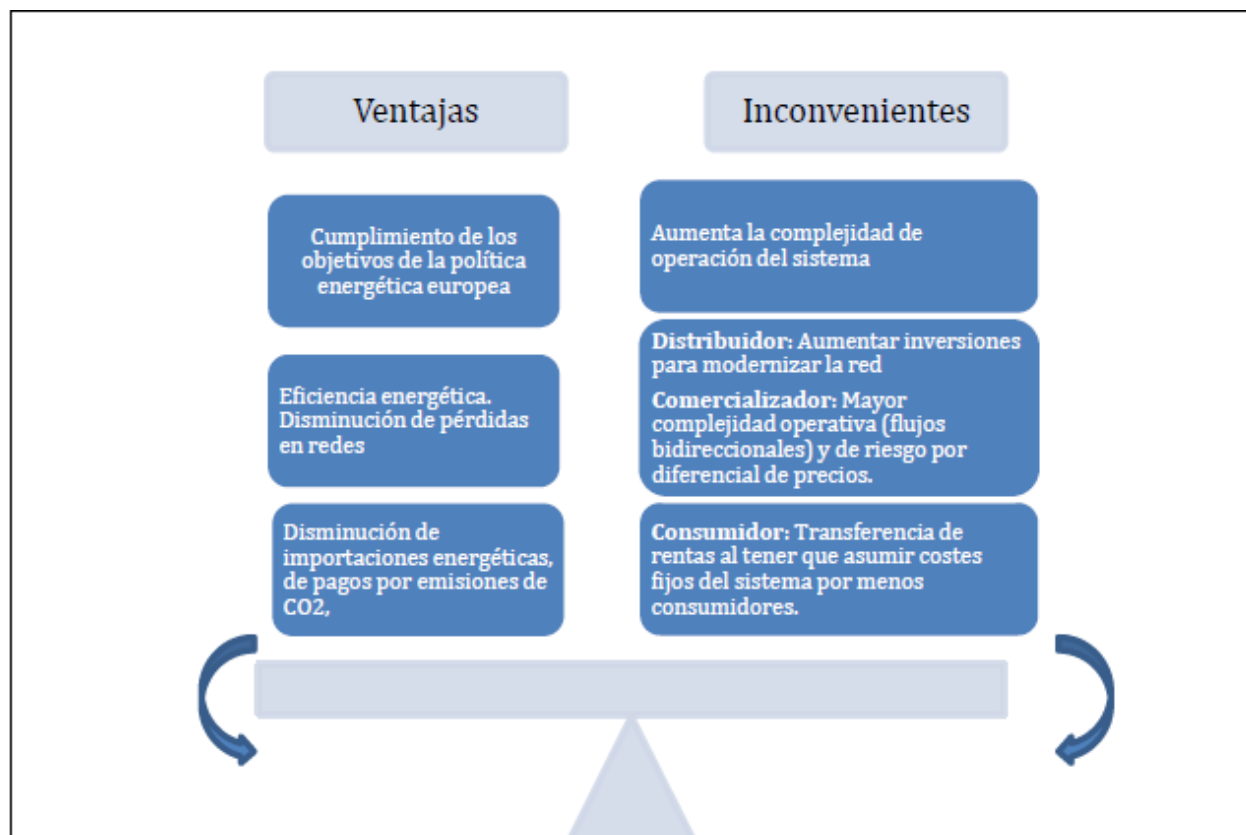 Ventajas
Cumplimiento de los
objetivos de la política
energética europea
Eficiencia energética.
Disminución de pérdidas
en redes
Disminución de
importaciones energéticas,
de pagos por emisiones de
CO2,
Inconvenientes
Aumenta la complejidad de
operación del sistema
Distribuidor: Aumentar inversiones
para modernizar la red
Comercializador: Mayor
complejidad operativa (flujos
bidireccionales) y de riesgo por
diferencial de precios.
Consumidor: Transferencia de
rentas al tener que asumir costes
fijos del sistema por menos
consumidores.